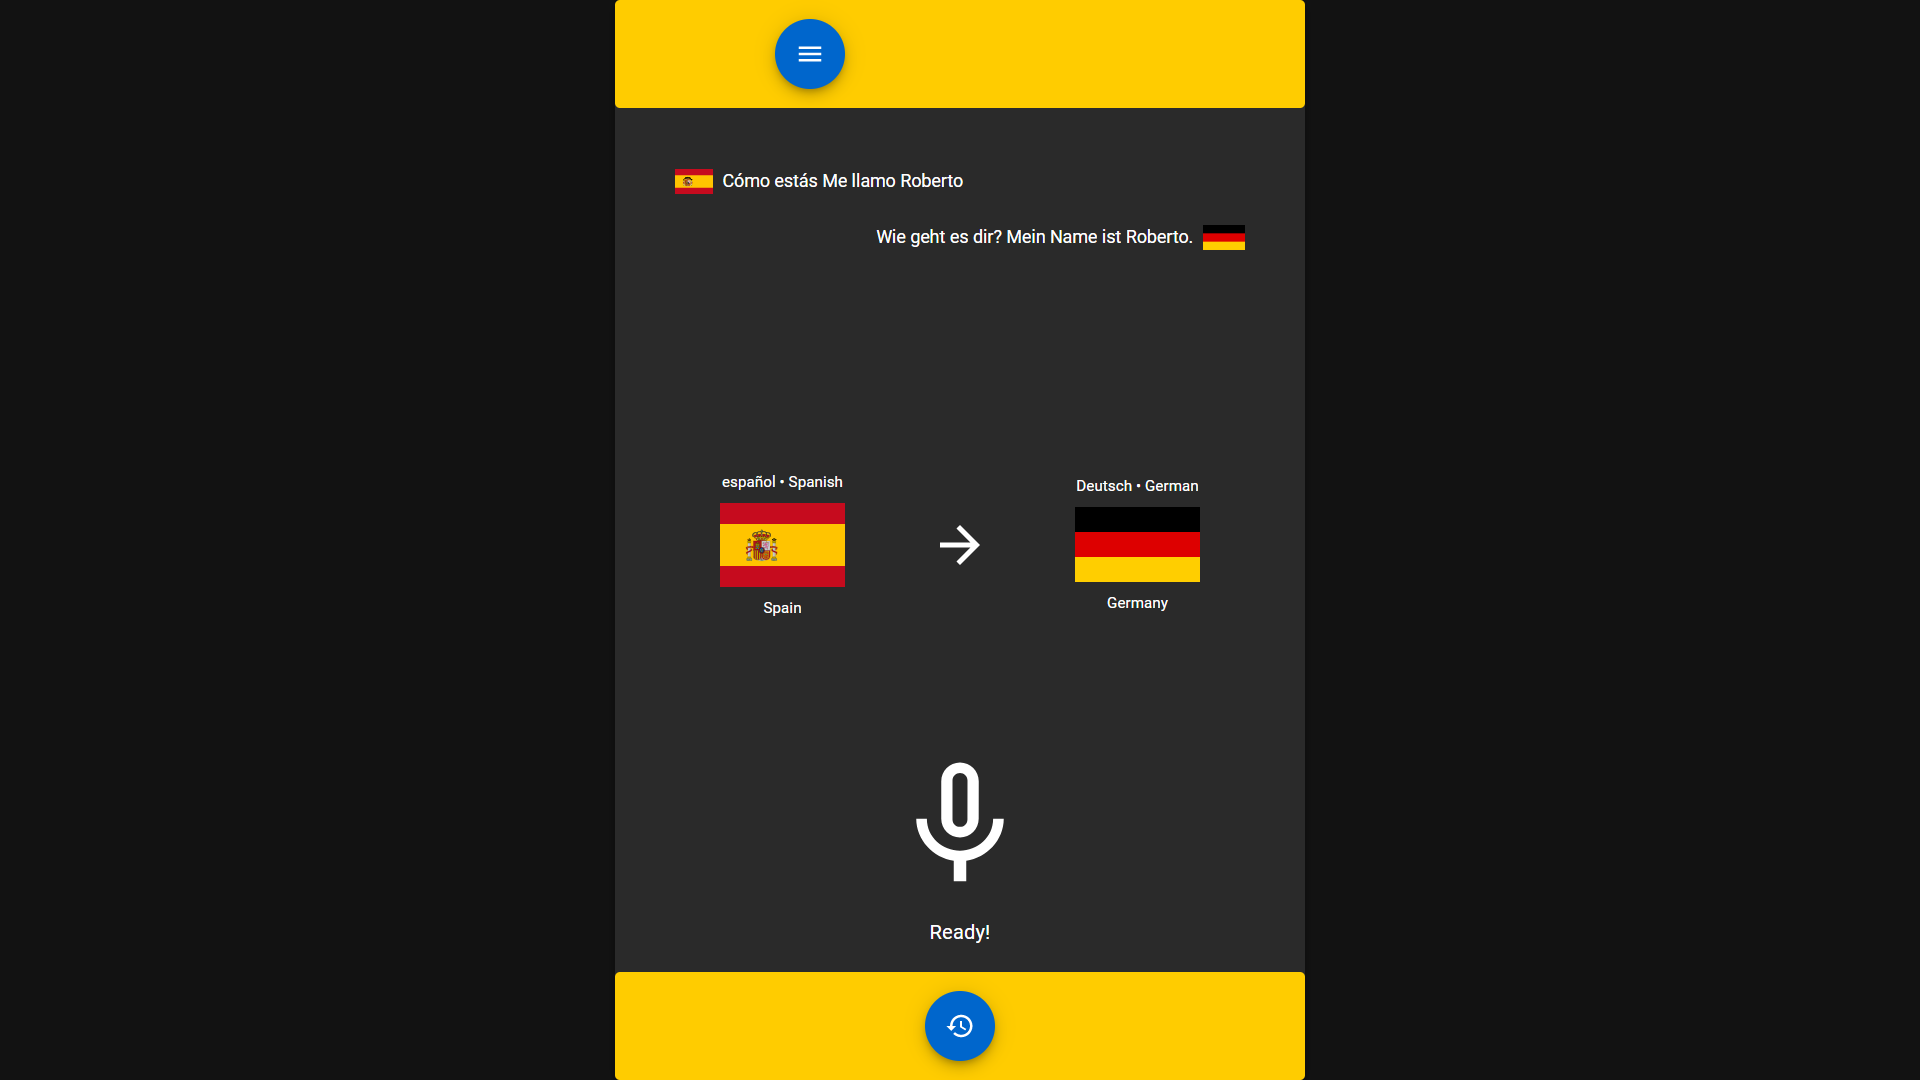 Cómo estás Me llamo Roberto
Wie geht es dir? Mein Name ist Roberto.
español • Spanish
Deutsch • German
Spain
Germany
Ready!